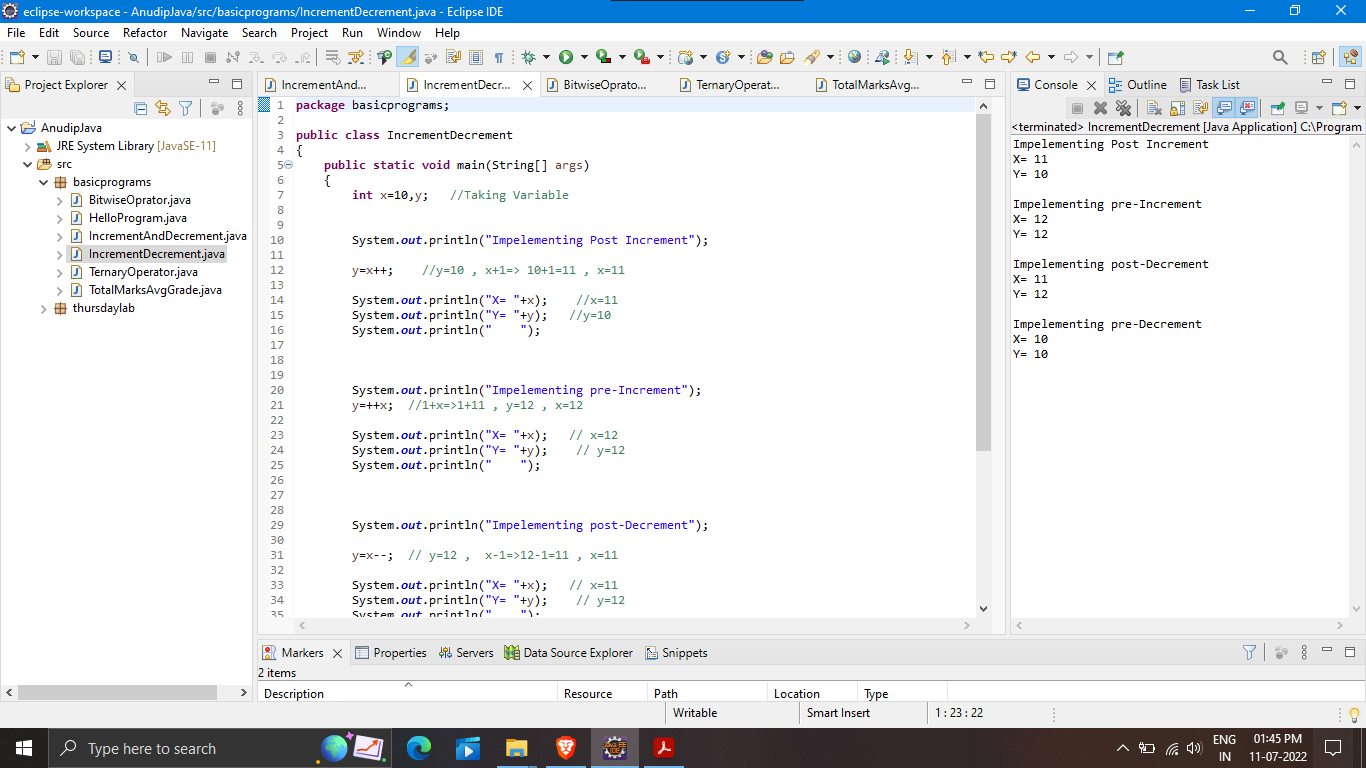 eclipse-workspace - AnudipJava/src/basicprograms/IncrementDecrement.java - Eclipse IDE
File Edit Source Refactor Navigate Search Project Run Window Help
Project Explorer
AnudipJava
JRE System Library [JavaSE-11]
src
basicprograms
BitwiseOprator.java
HelloProgram.java
IncrementAndDecrement.java
IncrementDecrement.java
TernaryOperator.java
TotalMarksAvgGrade.java
thursdaylab
IncrementAnd... IncrementDecr... BitwiseOprato... TernaryOperat... TotalMarksAvg...
1 package basicprograms;
2
3 public class IncrementDecrement
4 {
5 public static void main(String[] args)
6 {
7 int x=10,y; //Taking Variable
8
9
10 System.out.println("Impelementing Post Increment");
11
12 y=x++; //y=10 , x+1=> 10+1=11 , x=11
13
14 System.out.println("X= "+x); //x=11
15 System.out.println("Y= "+y); //y=10
16 System.out.println("    ");
17
18
19
20 System.out.println("Impelementing pre-Increment");
21 y=++x; //1+x=>1+11 , y=12 , x=12
22
23 System.out.println("X= "+x); // x=12
24 System.out.println("Y= "+y); // y=12
25 System.out.println("    ");
26
27
28
29 System.out.println("Impelementing post-Decrement");
30
31 y=x--; // y=12 , x-1=>12-1=11 , x=11
32
33 System.out.println("X= "+x); // x=11
34 System.out.println("Y= "+y); // y=12
35 System.out.println("    ");
Console Outline Task List
<terminated> IncrementDecrement [Java Application] C:\Program
Impelementing Post Increment
X= 11
Y= 10
Impelementing pre-Increment
X= 12
Y= 12
Impelementing post-Decrement
X= 11
Y= 12
Impelementing pre-Decrement
X= 10
Y= 10
Markers Properties Servers Data Source Explorer Snippets
2 items
Description Resource Path Location Type
Writable Smart Insert 1 : 23 : 22
Type here to search
ENG
IN
01:45 PM
11-07-2022